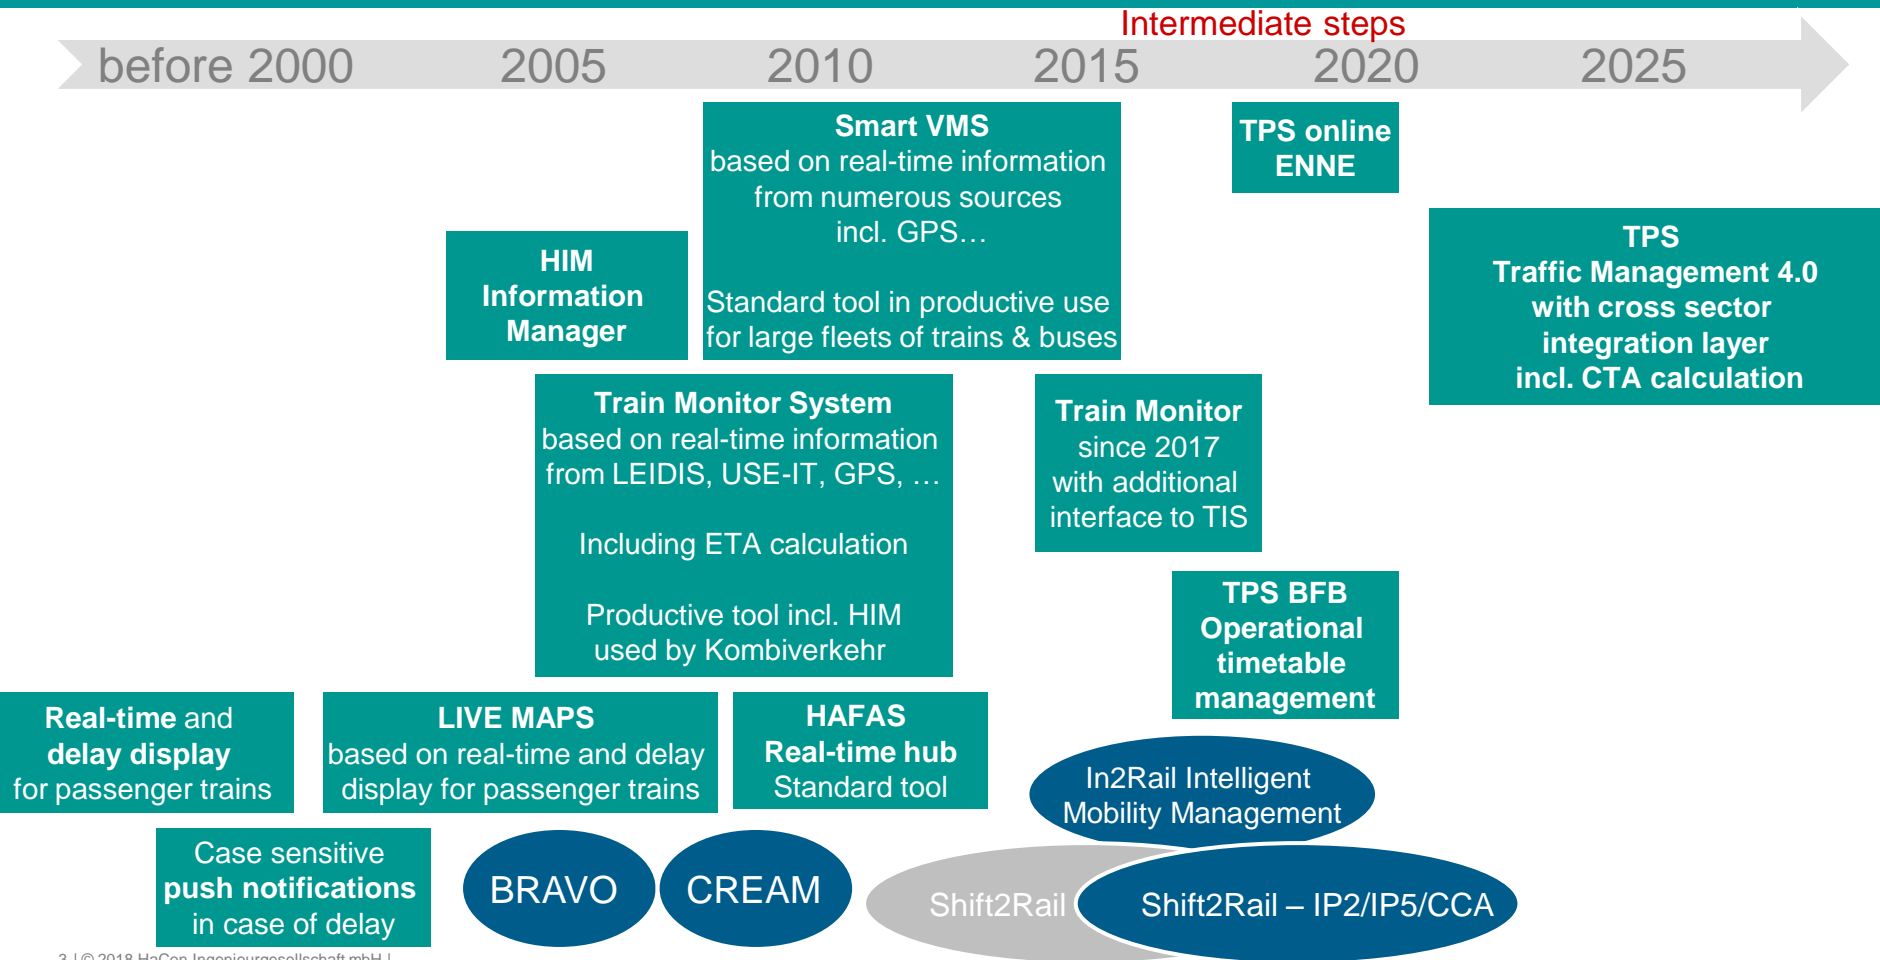 Intermediate steps
before 2000
2005
2010
2015
2020
2025
Smart VMS
based on real-time information
from numerous sources
incl. GPS…
Standard tool in productive use
for large fleets of trains & buses
TPS online
ENNE
HIM
Information
Manager
TPS
Traffic Management 4.0
with cross sector
integration layer
incl. CTA calculation
Train Monitor System
based on real-time information
from LEIDIS, USE-IT, GPS, …
Including ETA calculation
Productive tool incl. HIM
used by Kombiverkehr
Train Monitor
since 2017
with additional
interface to TIS
TPS BFB
Operational
timetable
management
Real-time and
delay display
for passenger trains
LIVE MAPS
based on real-time and delay
display for passenger trains
HAFAS
Real-time hub
Standard tool
In2Rail Intelligent
Mobility Management
Case sensitive
push notifications
in case of delay
BRAVO
CREAM
Shift2Rail
Shift2Rail – IP2/IP5/CCA
3 | © 2018 HaCon Ingenieurgesellschaft mbH |